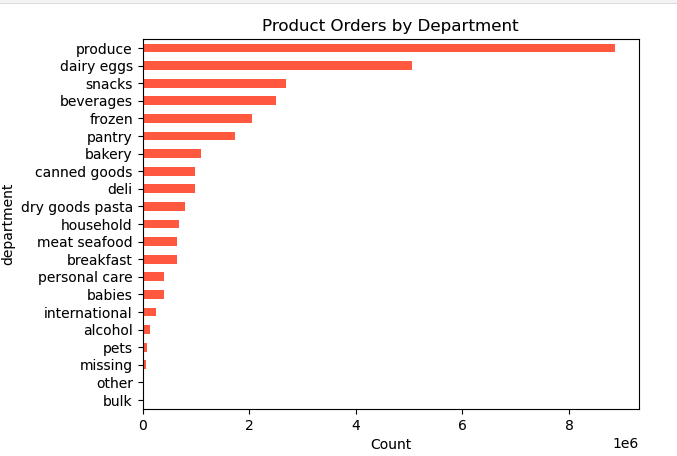 Product Orders by Department
produce
dairy eggs
snacks
beverages
frozen
pantry
bakery
canned goods
deli
dry goods pasta
household
meat seafood
breakfast
personal care
babies
international
alcohol
pets
missing
other
bulk
department
0 2 4 6 8
1e6
Count